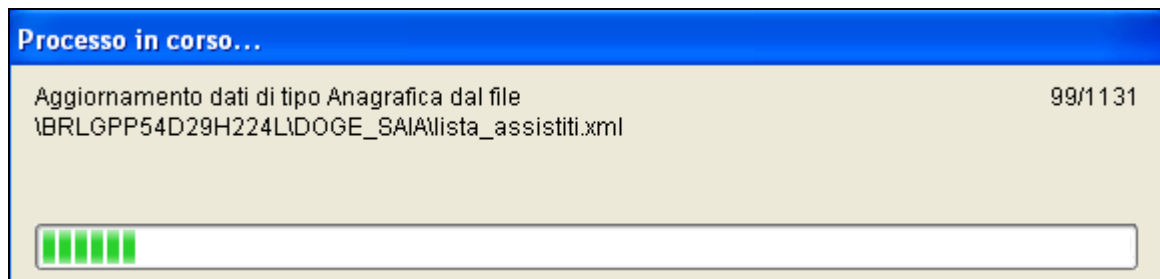 Processo in corso...
Aggiornamento dati di tipo Anagrafica dal file 99/1131
\BRLGPP54D29H224L\DOGE_SAIA\lista_assistiti.xml